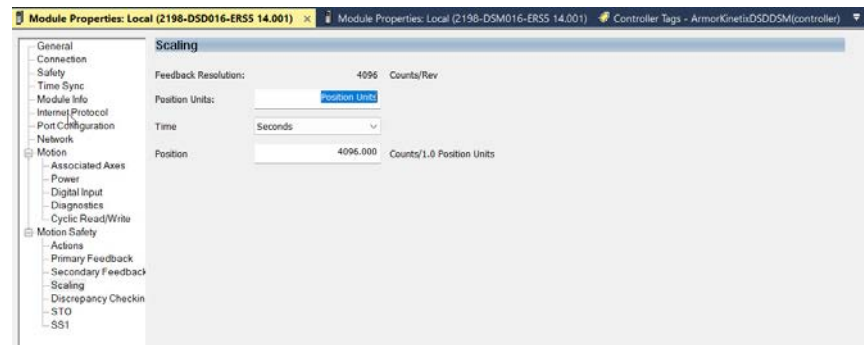 Module Properties: Local (2198-DSD016-ERS5 14.001) × Module Properties: Local (2198-DSM016-ERS5 14.001) Controller Tags - ArmorKinetixDSDDSM(controller)
General
Scaling
Connection
Safety
Feedback Resolution: 4096 Counts/Rev
Time Sync
Module Info
Position Units: Position Units
Internet Protocol
Port Configuration
Time Seconds
Network
Motion
Position 4096.000 Counts/1.0 Position Units
Associated Axes
Power
Digital Input
Diagnostics
Cyclic Read/Write
Motion Safety
Actions
Primary Feedback
Secondary Feedback
Scaling
Discrepancy Checkin
STO
SS1